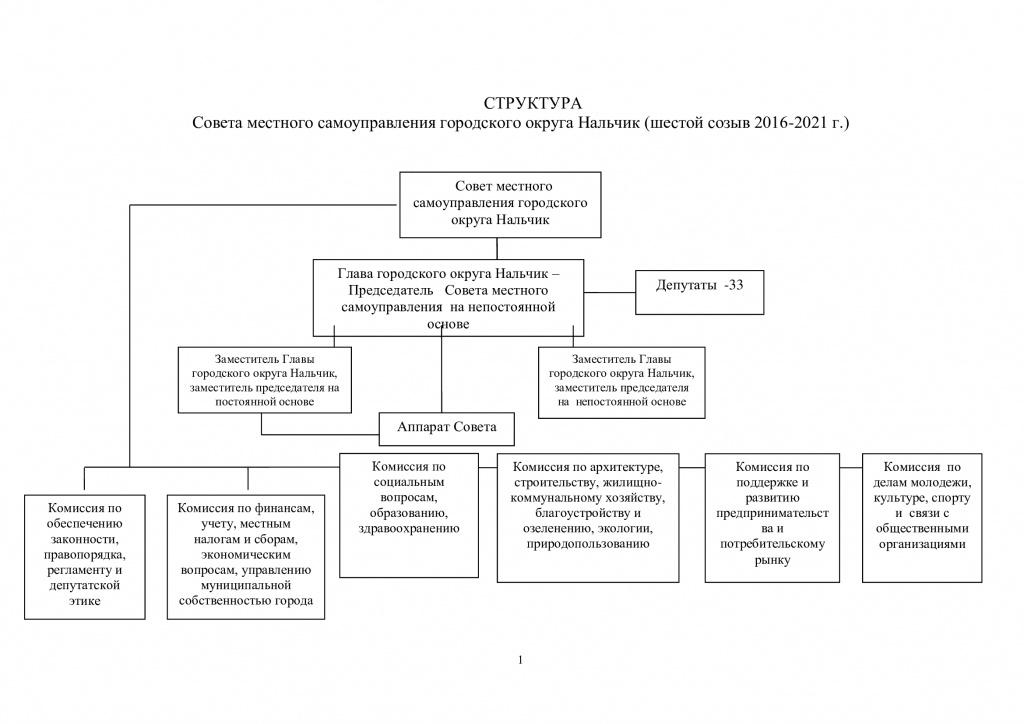 СТРУКТУРА
Совета местного самоуправления городского округа Нальчик (шестой созыв 2016-2021 г.)
Совет местного
самоуправления городского
округа Нальчик
Глава городского округа Нальчик –
Председатель Совета местного
самоуправления на непостоянной
основе
Депутаты -33
Заместитель Главы
городского округа Нальчик,
заместитель председателя на
постоянной основе
Заместитель Главы
городского округа Нальчик,
заместитель председателя
на непостоянной основе
Аппарат Совета
Комиссия по
обеспечению
законности,
правопорядка,
регламенту и
депутатской
этике
Комиссия по финансам,
учету, местным
налогам и сборам,
экономическим
вопросам, управлению
муниципальной
собственностью города
Комиссия по
социальным
вопросам,
образованию,
здравоохранению
Комиссия по архитектуре,
строительству, жилищно-
коммунальному хозяйству,
благоустройству и
озеленению, экологии,
природопользованию
Комиссия по
поддержке и
развитию
предпринимательст
ва и
потребительскому
рынку
Комиссия по
делам молодежи,
культуре, спорту
и связи с
общественными
организациями
1